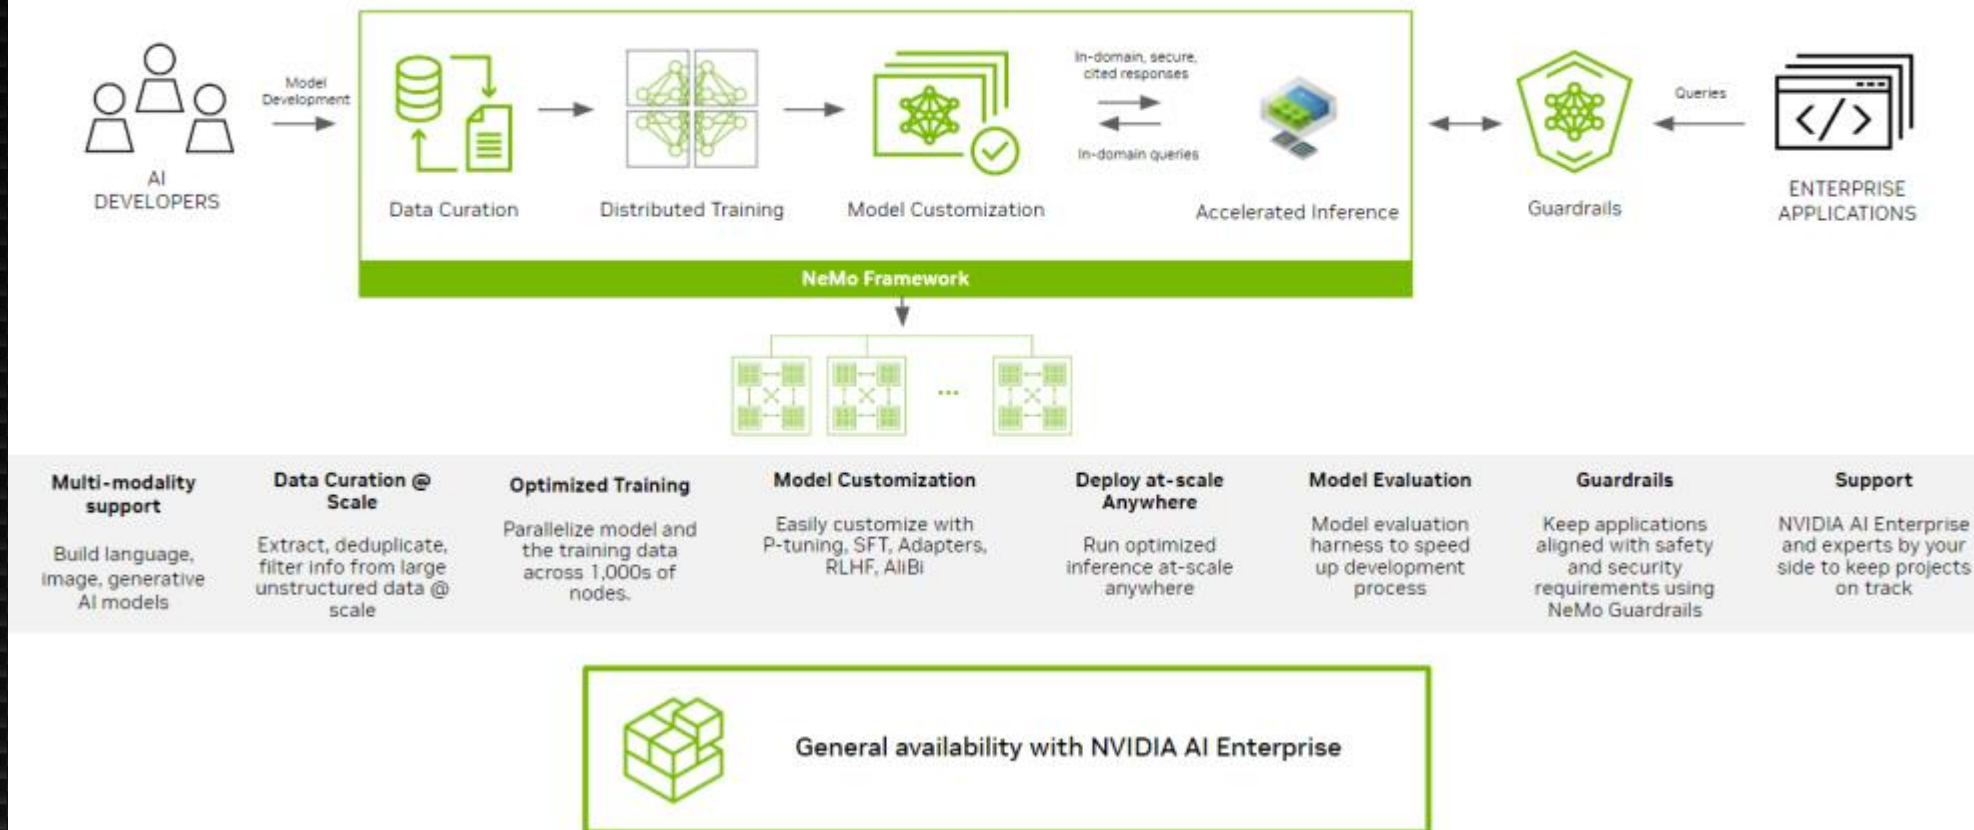 Model
Development
AI
DEVELOPERS
Data Curation
Distributed Training
Model Customization
In-domain, secure,
cited responses
In-domain queries
Accelerated Inference
Guardrails
Queries
ENTERPRISE
APPLICATIONS
NeMo Framework
Multi-modality
support
Build language,
image, generative
AI models
Data Curation @
Scale
Extract, deduplicate,
filter info from large
unstructured data @
scale
Optimized Training
Parallelize model and
the training data
across 1,000s of
nodes.
Model Customization
Easily customize with
P-tuning, SFT, Adapters,
RLHF, AliBi
Deploy at-scale
Anywhere
Run optimized
inference at-scale
anywhere
Model Evaluation
Model evaluation
harness to speed
up development
process
Guardrails
Keep applications
aligned with safety
and security
requirements using
NeMo Guardrails
Support
NVIDIA AI Enterprise
and experts by your
side to keep projects
on track
General availability with NVIDIA AI Enterprise